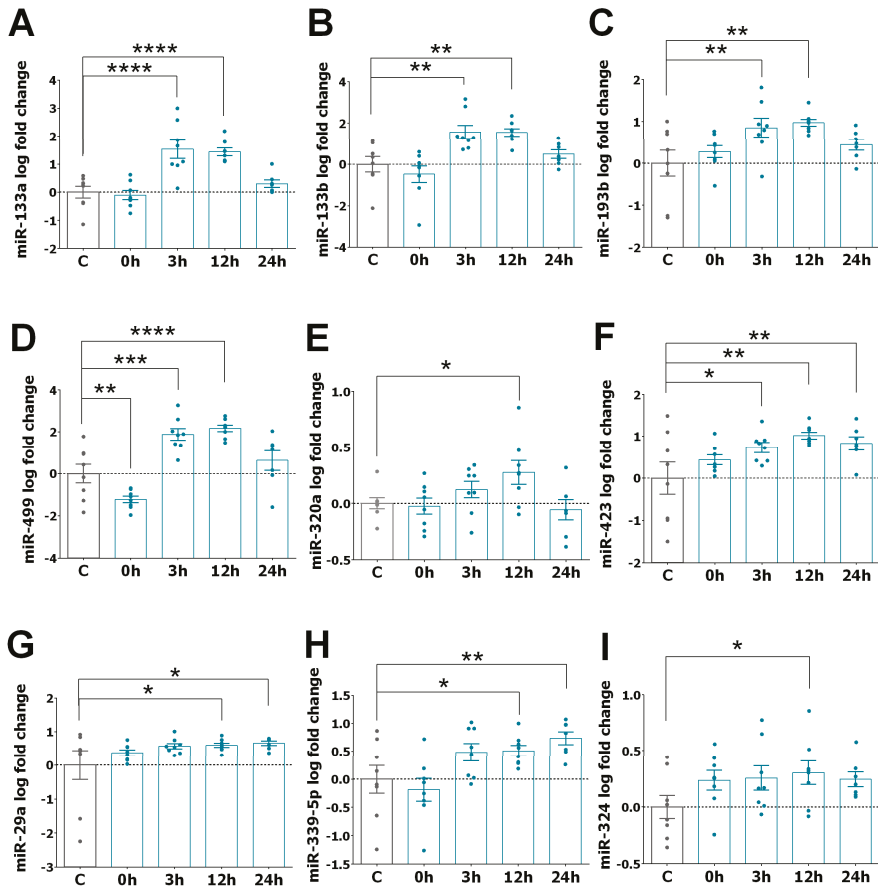 A
miR-133a log fold change
****
****
4
3
2
1
0
-1
-2
C 0h 3h 12h 24h
B
miR-133b log fold change
**
**
4
2
0
-2
-4
C 0h 3h 12h 24h
C
miR-193b log fold change
**
**
2
1
0
1
2
C 0h 3h 12h 24h
D
miR-499 log fold change
****
***
**
4
2
0
-2
-4
C 0h 3h 12h 24h
E
miR-320a log fold change
*
1.0
0.5
0.0
-0.5
C 0h 3h 12h 24h
F
miR-423 log fold change
**
**
*
2
1
0
-1
-2
C 0h 3h 12h 24h
G
miR-29a log fold change
*
*
2
1
0
1
2
-3
C 0h 3h 12h 24h
H
miR-339-5p log fold change
**
*
1.5
1.0
0.5
0.0
-0.5
-1.0
-1.5
C 0h 3h 12h 24h
I
miR-324 log fold change
*
1.0
0.5
0.0
-0.5
C 0h 3h 12h 24h